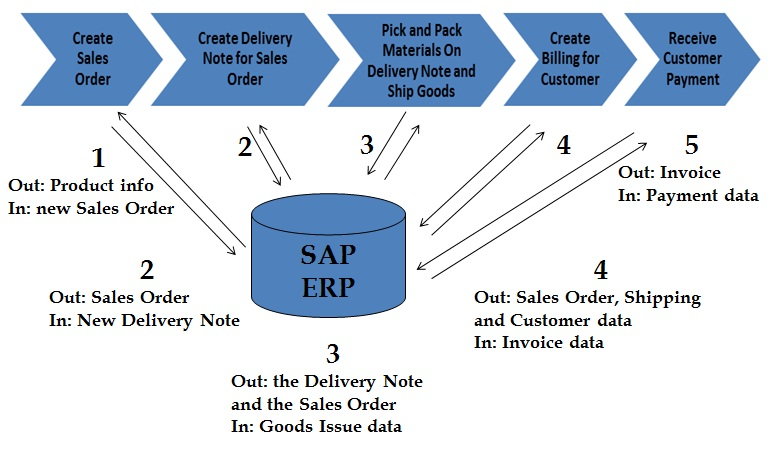 Create
Sales
Order
Create Delivery
Note for Sales
Order
Pick and Pack
Materials On
Delivery Note and
Ship Goods
Create
Billing for
Customer
Receive
Customer
Payment
1
Out: Product info
In: new Sales Order
2
3
4
5
Out: Invoice
In: Payment data
SAP
ERP
2
Out: Sales Order
In: New Delivery Note
4
Out: Sales Order, Shipping
and Customer data
In: Invoice data
3
Out: the Delivery Note
and the Sales Order
In: Goods Issue data